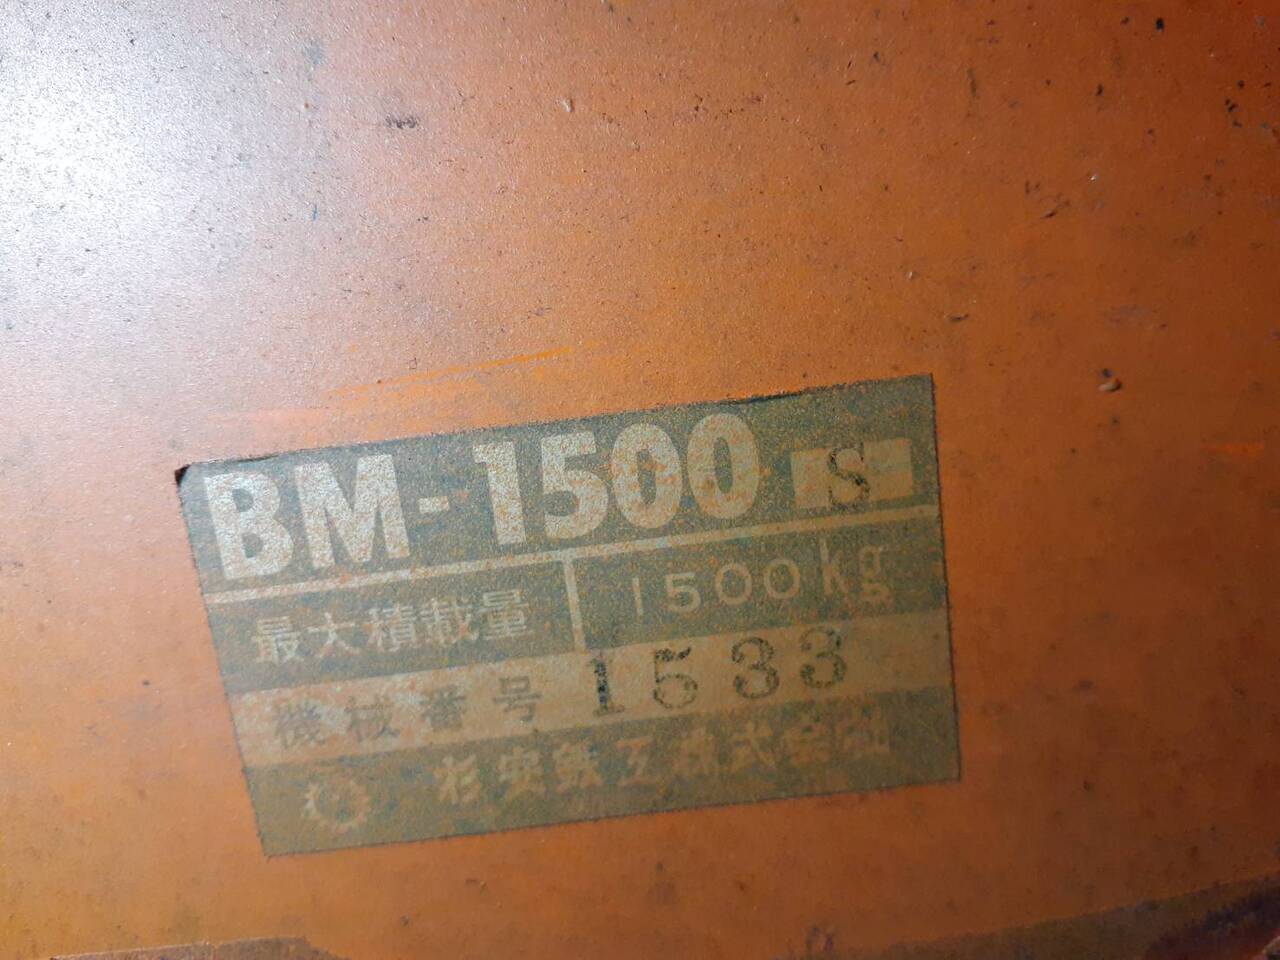 BM-1500 S
最大積載量 1500kg
機械番号 1533
杉安鉄工株式会社